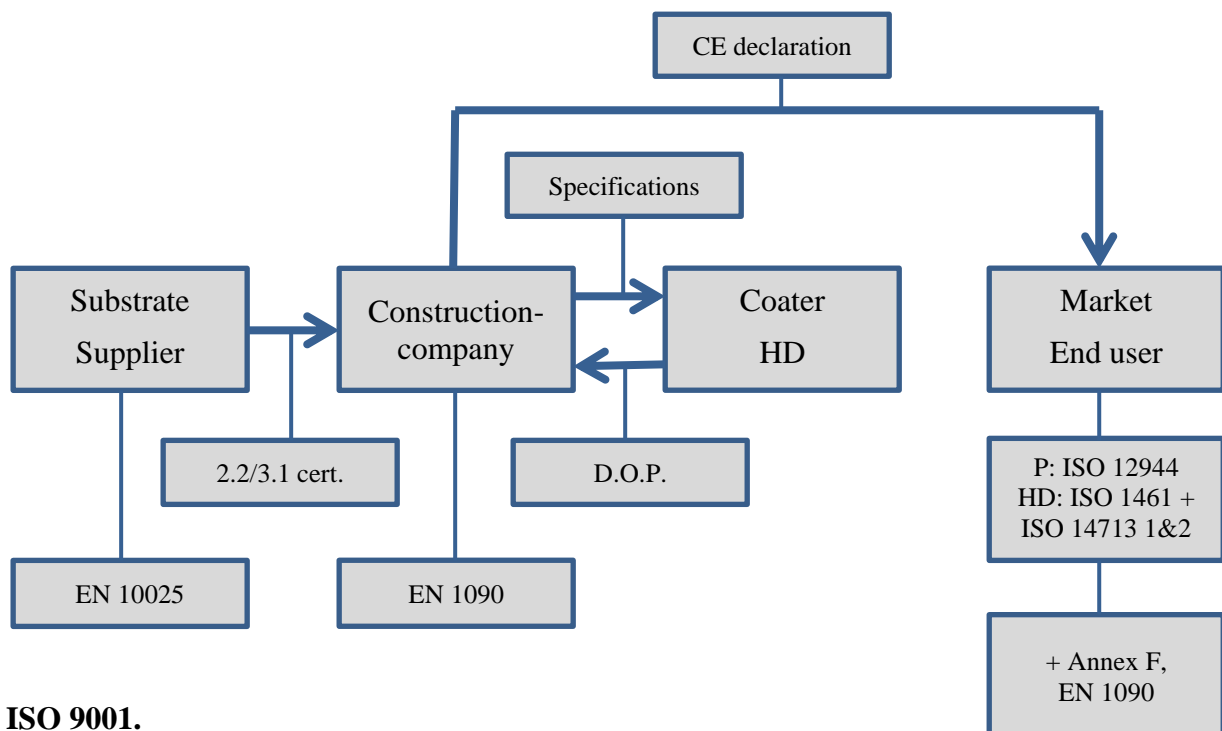 CE declaration
Specifications
Substrate
Supplier
Construction-
company
Coater
HD
Market
End user
2.2/3.1 cert.
D.O.P.
P: ISO 12944
HD: ISO 1461 +
ISO 14713 1&2
EN 10025
EN 1090
+ Annex F,
EN 1090
ISO 9001.